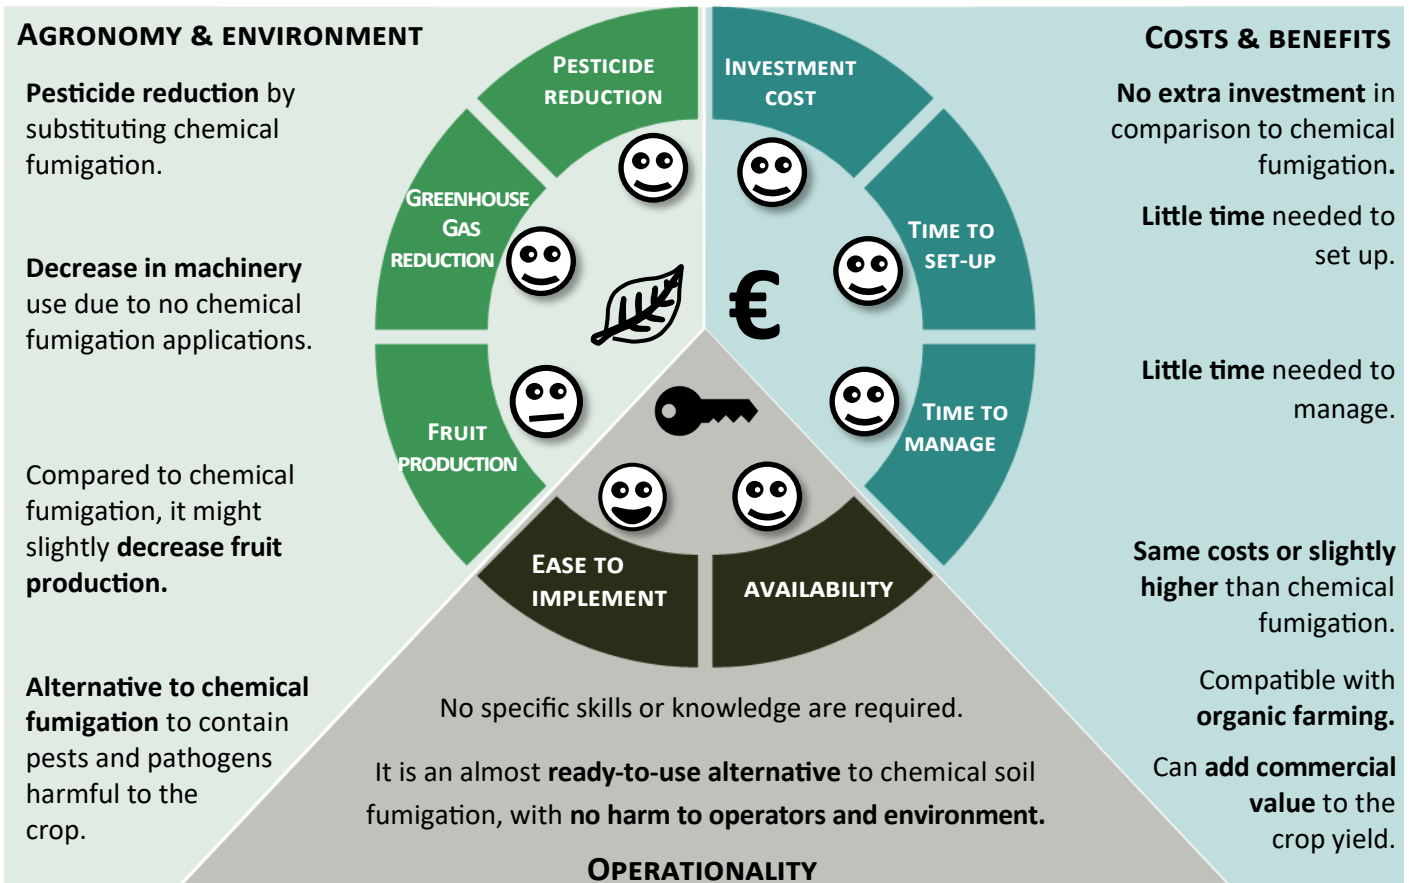 AGRONOMY & ENVIRONMENT
Pesticide reduction by
substituting chemical
fumigation.
Decrease in machinery
use due to no chemical
fumigation applications.
Compared to chemical
fumigation, it might
slightly decrease fruit
production.
Alternative to chemical
fumigation to contain
pests and pathogens
harmful to the
crop.
PESTICIDE
REDUCTION
GREENHOUSE
GAS
REDUCTION
FRUIT
PRODUCTION
INVESTMENT
COST
TIME TO
SET-UP
TIME TO
MANAGE
€
EASE TO
IMPLEMENT
AVAILABILITY
COSTS & BENEFITS
No extra investment in
comparison to chemical
fumigation.
Little time needed to
set up.
Little time needed to
manage.
Same costs or slightly
higher than chemical
fumigation.
Compatible with
organic farming.
Can add commercial
value to the
crop yield.
No specific skills or knowledge are required.
It is an almost ready-to-use alternative to chemical soil
fumigation, with no harm to operators and environment.
OPERATIONALITY